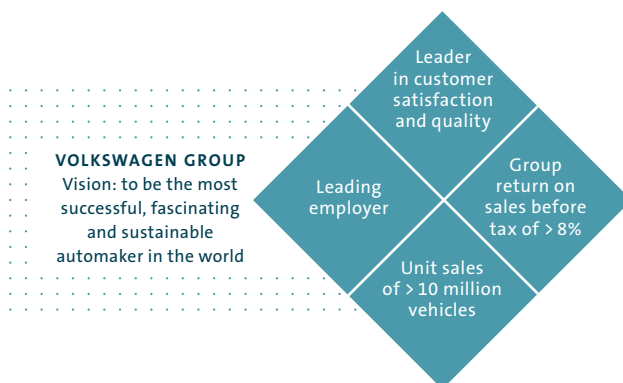 Leader
in customer
satisfaction
and quality
VOLKSWAGEN GROUP
Vision: to be the most
successful, fascinating
and sustainable
automaker in the world
Leading
employer
Group
return on
sales before
tax of > 8%
Unit sales
of > 10 million
vehicles